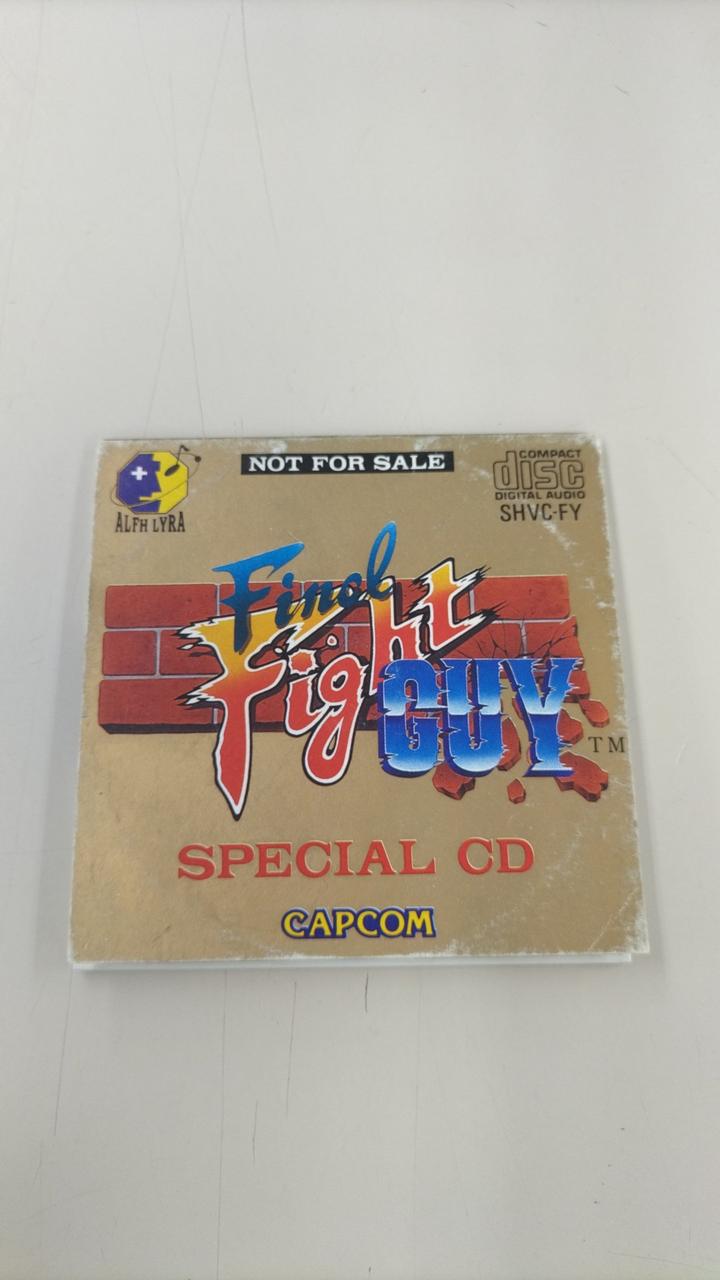 NOT FOR SALE
ALFH LYRA
COMPACT
disc
DIGITAL AUDIO
SHVC-FY
Final
Fight
GUY
TM
SPECIAL CD
CAPCOM